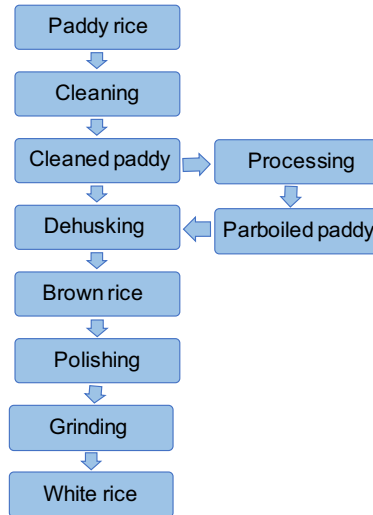 Paddy rice
Cleaning
Cleaned paddy
Processing
Dehusking
Parboiled paddy
Brown rice
Polishing
Grinding
White rice